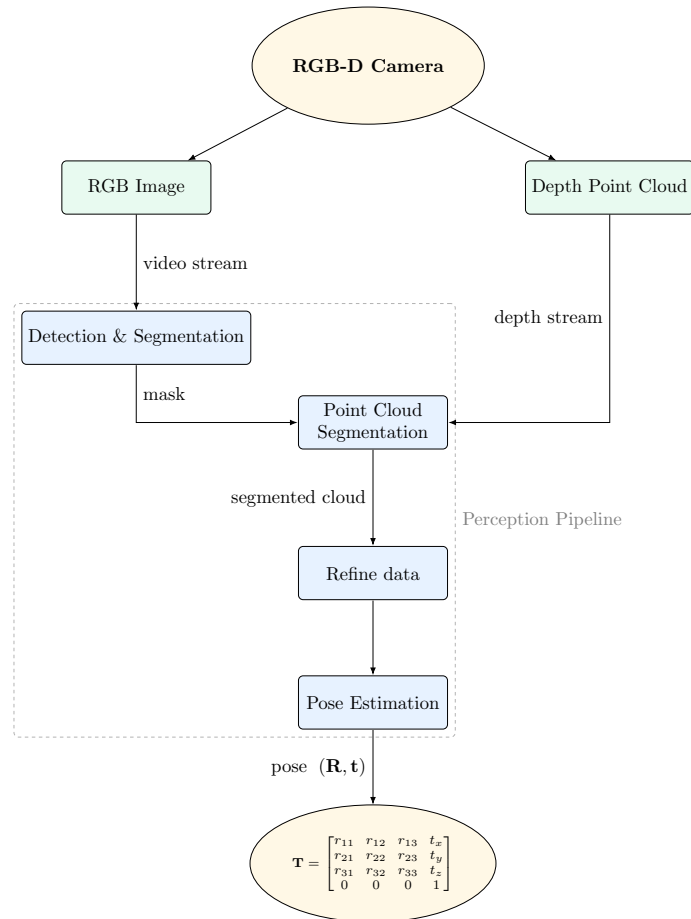 RGB-D Camera
RGB Image
Depth Point Cloud
video stream
depth stream
Detection & Segmentation
mask
Point Cloud
Segmentation
segmented cloud
Perception Pipeline
Refine data
Pose Estimation
pose (R, t)
T = [r₁₁ r₁₂ r₁₃ tₓ
r₂₁ r₂₂ r₂₃ t_y
r₃₁ r₃₂ r₃₃ t_z
0 0 0 1]